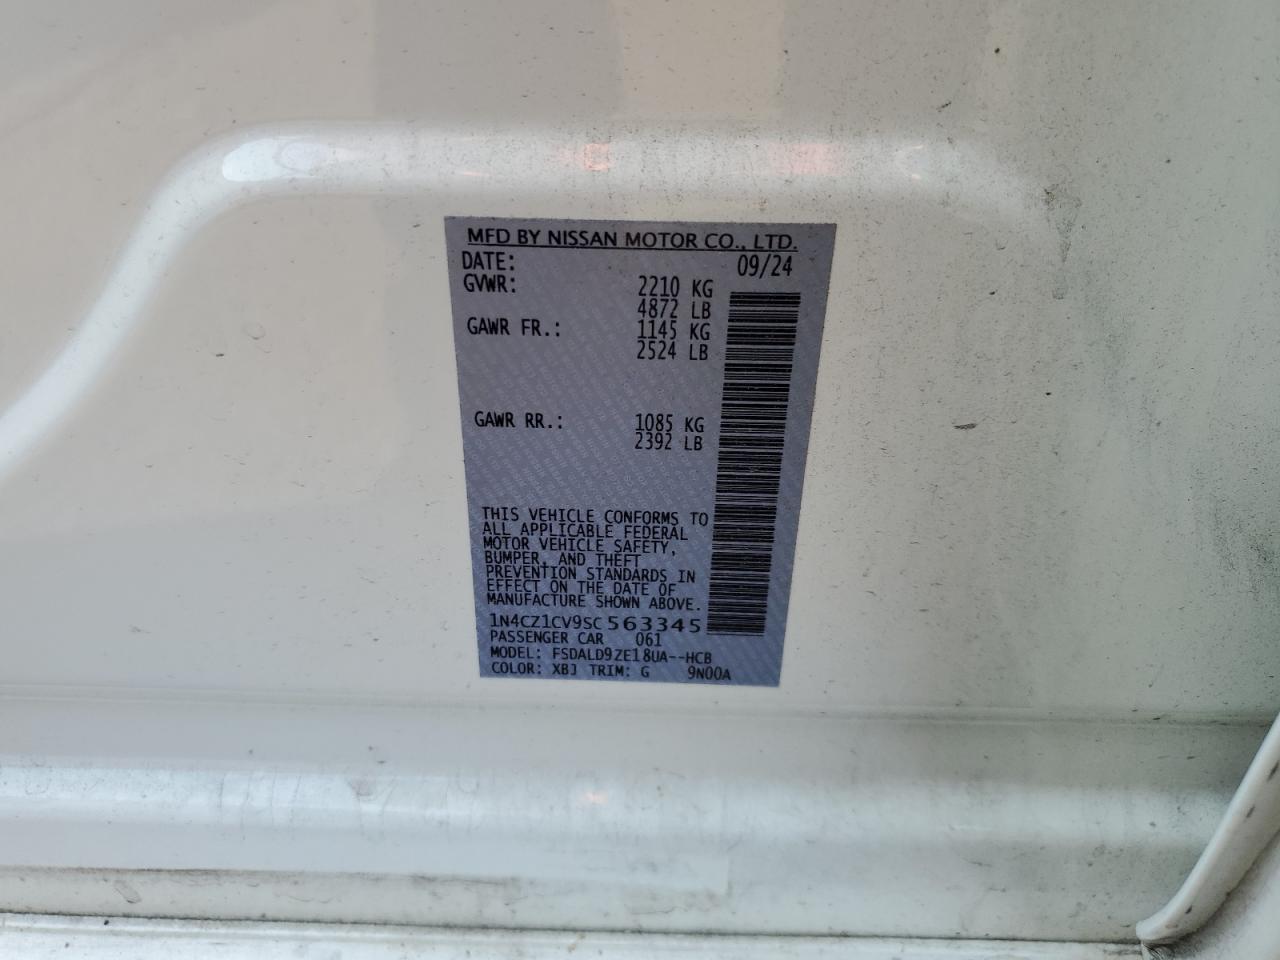 MFD BY NISSAN MOTOR CO., LTD.
DATE: 09/24
GVWR: 2210 KG
4872 LB
GAWR FR.: 1145 KG
2524 LB
GAWR RR.: 1085 KG
2392 LB
THIS VEHICLE CONFORMS TO
ALL APPLICABLE FEDERAL
MOTOR VEHICLE SAFETY,
BUMPER, AND THEFT
PREVENTION STANDARDS IN
EFFECT ON THE DATE OF
MANUFACTURE SHOWN ABOVE.
1N4CZ1CV9SC563345
PASSENGER CAR 061
MODEL: FSDALD9ZE18UA--HCB
COLOR: XBJ TRIM: G 9N00A